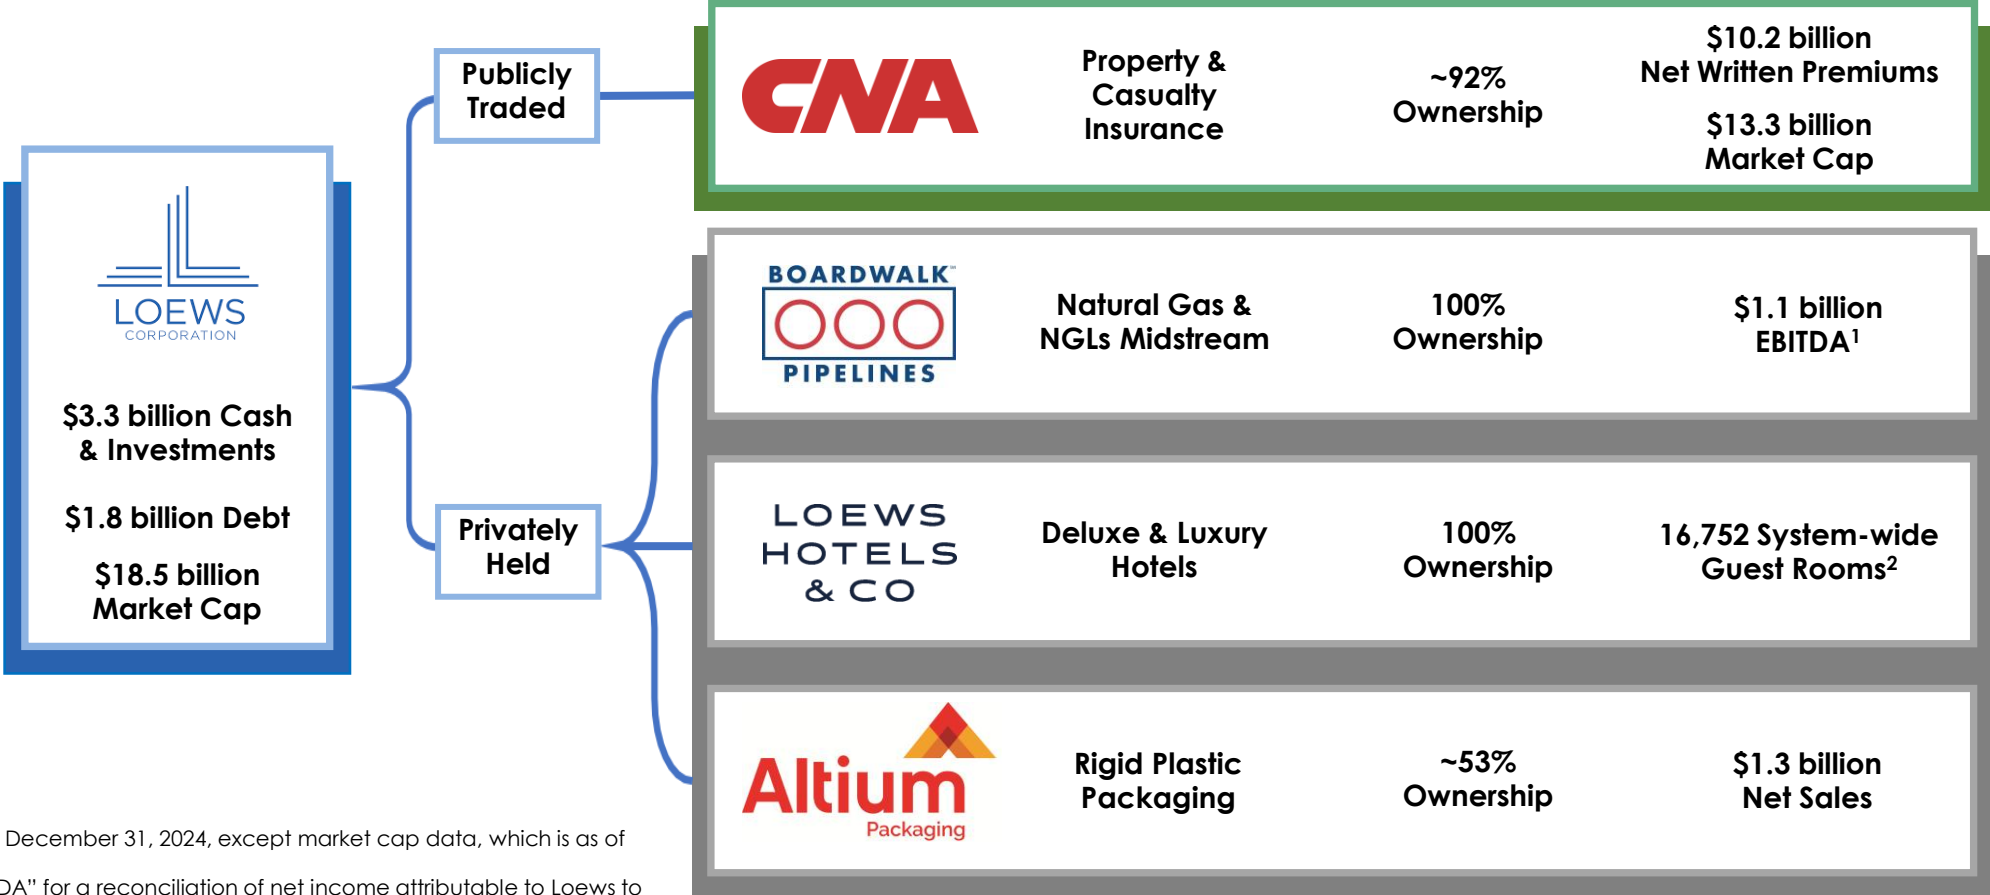 LOEWS
CORPORATION
$3.3 billion Cash
& Investments
$1.8 billion Debt
$18.5 billion
Market Cap
Publicly
Traded
Privately
Held
CNA
Property &
Casualty
Insurance
~92%
Ownership
$10.2 billion
Net Written Premiums
$13.3 billion
Market Cap
BOARDWALK™
PIPELINES
Natural Gas &
NGLs Midstream
100%
Ownership
$1.1 billion
EBITDA¹
LOEWS
HOTELS
& CO
Deluxe & Luxury
Hotels
100%
Ownership
16,752 System-wide
Guest Rooms²
Altium
Packaging
Rigid Plastic
Packaging
~53%
Ownership
$1.3 billion
Net Sales
December 31, 2024, except market cap data, which is as of
DA” for a reconciliation of net income attributable to Loews to